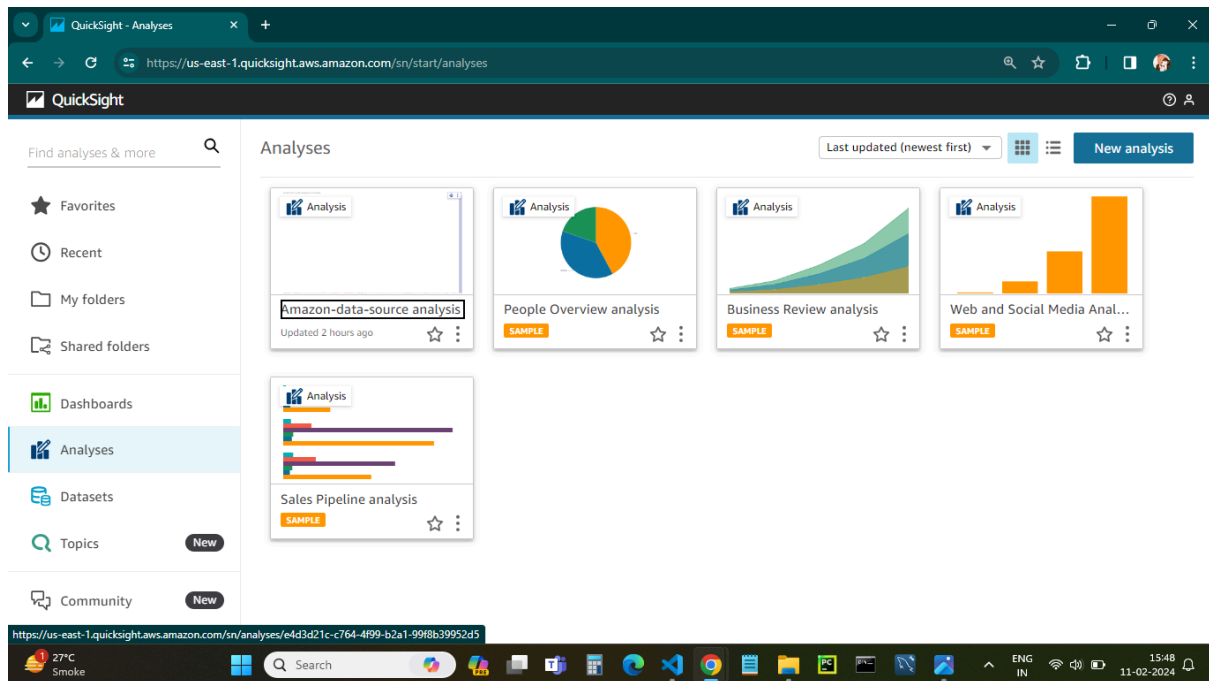 QuickSight - Analyses
https://us-east-1.quicksight.aws.amazon.com/sn/start/analyses
QuickSight
Find analyses & more
Favorites
Recent
My folders
Shared folders
Dashboards
Analyses
Datasets
Topics New
Community New
Analyses
Last updated (newest first)
New analysis
Analysis
Amazon-data-source analysis
Updated 2 hours ago
Analysis
People Overview analysis
SAMPLE
Analysis
Business Review analysis
SAMPLE
Analysis
Web and Social Media Anal...
SAMPLE
Analysis
Sales Pipeline analysis
SAMPLE
https://us-east-1.quicksight.aws.amazon.com/sn/analyses/e4d3d21c-c764-4f99-b2a1-99f8b39952d5
1
27°C
Smoke
Search
ENG
IN
15:48
11-02-2024